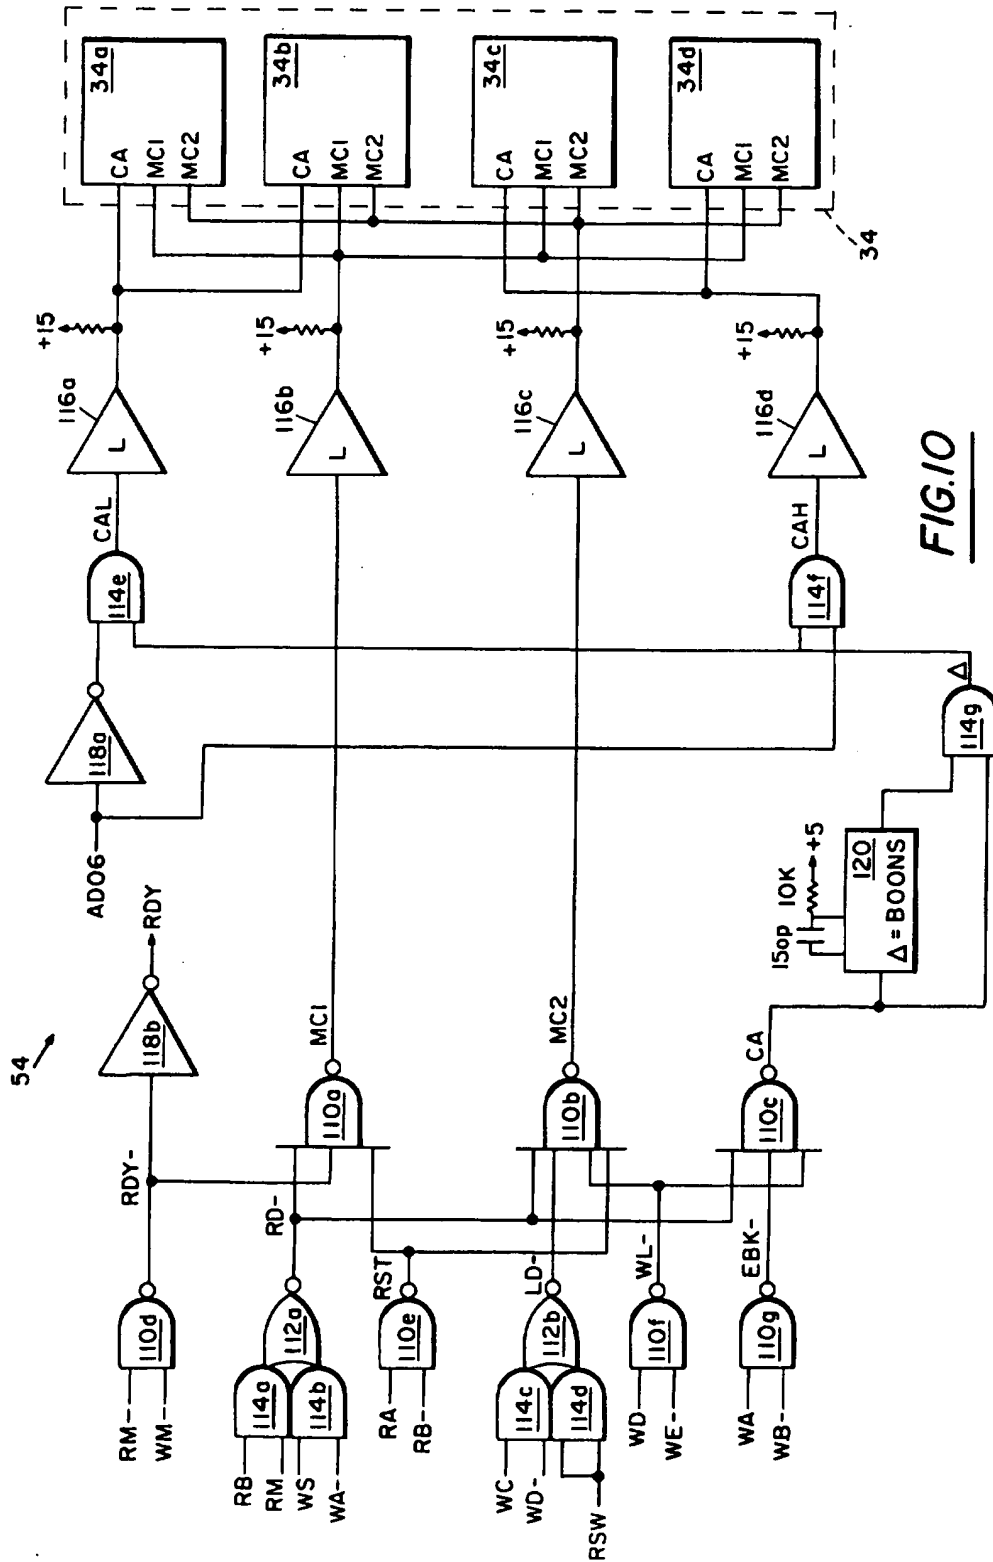 54
RM-
WM-
110d
RDY-
118b
RDY
RB
RM
WS
WA-
114a
114b
112a
RD-
RA
RB-
110e
RST
110a
MC1
WC
WD-
RSW
114c
114d
112b
LD-
110b
MC2
WD
WE-
110f
WL-
WA
WB-
110g
EBK-
110c
CA
150p
10K
+5
120
Δ = 800NS
114g
Δ
AD06
118a
114e
CAL
114f
CAH
116a
L
+15
116b
L
+15
116c
L
+15
116d
L
+15
34a
CA
MC1
MC2
34b
CA
MC1
MC2
34c
CA
MC1
MC2
34d
CA
MC1
MC2
34
FIG.10